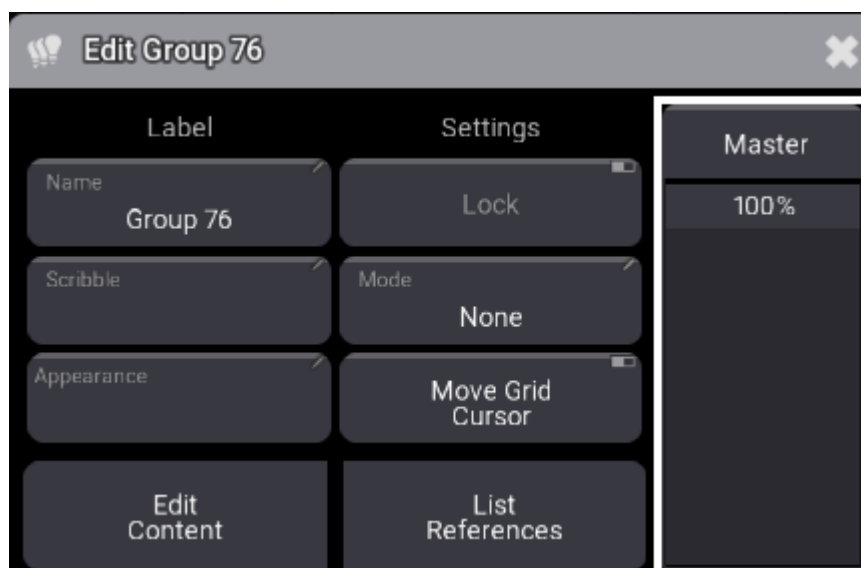 Edit Group 76
Label
Settings
Master
Name
Group 76
Lock
100%
Scribble
Mode
None
Appearance
Move Grid
Cursor
Edit
Content
List
References